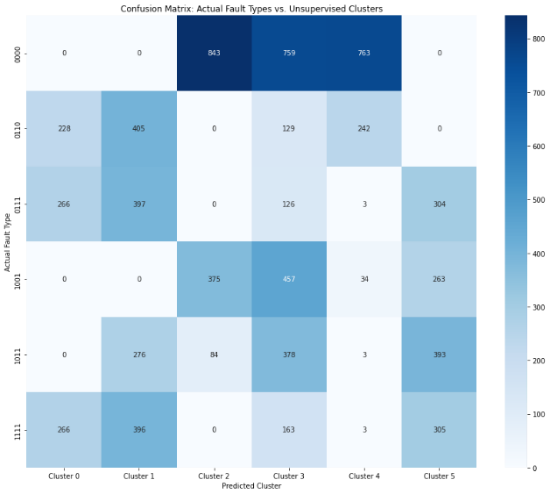 Confusion Matrix: Actual Fault Types vs. Unsupervised Clusters
Actual Fault Type
0000 0 0 843 759 763 0
0110 228 405 0 129 242 0
0111 266 397 0 126 3 304
1001 0 0 375 457 34 263
1011 0 276 84 378 3 393
1111 266 396 0 163 3 305
Cluster 0 Cluster 1 Cluster 2 Cluster 3 Cluster 4 Cluster 5
Predicted Cluster
800
700
600
500
400
300
200
100
0